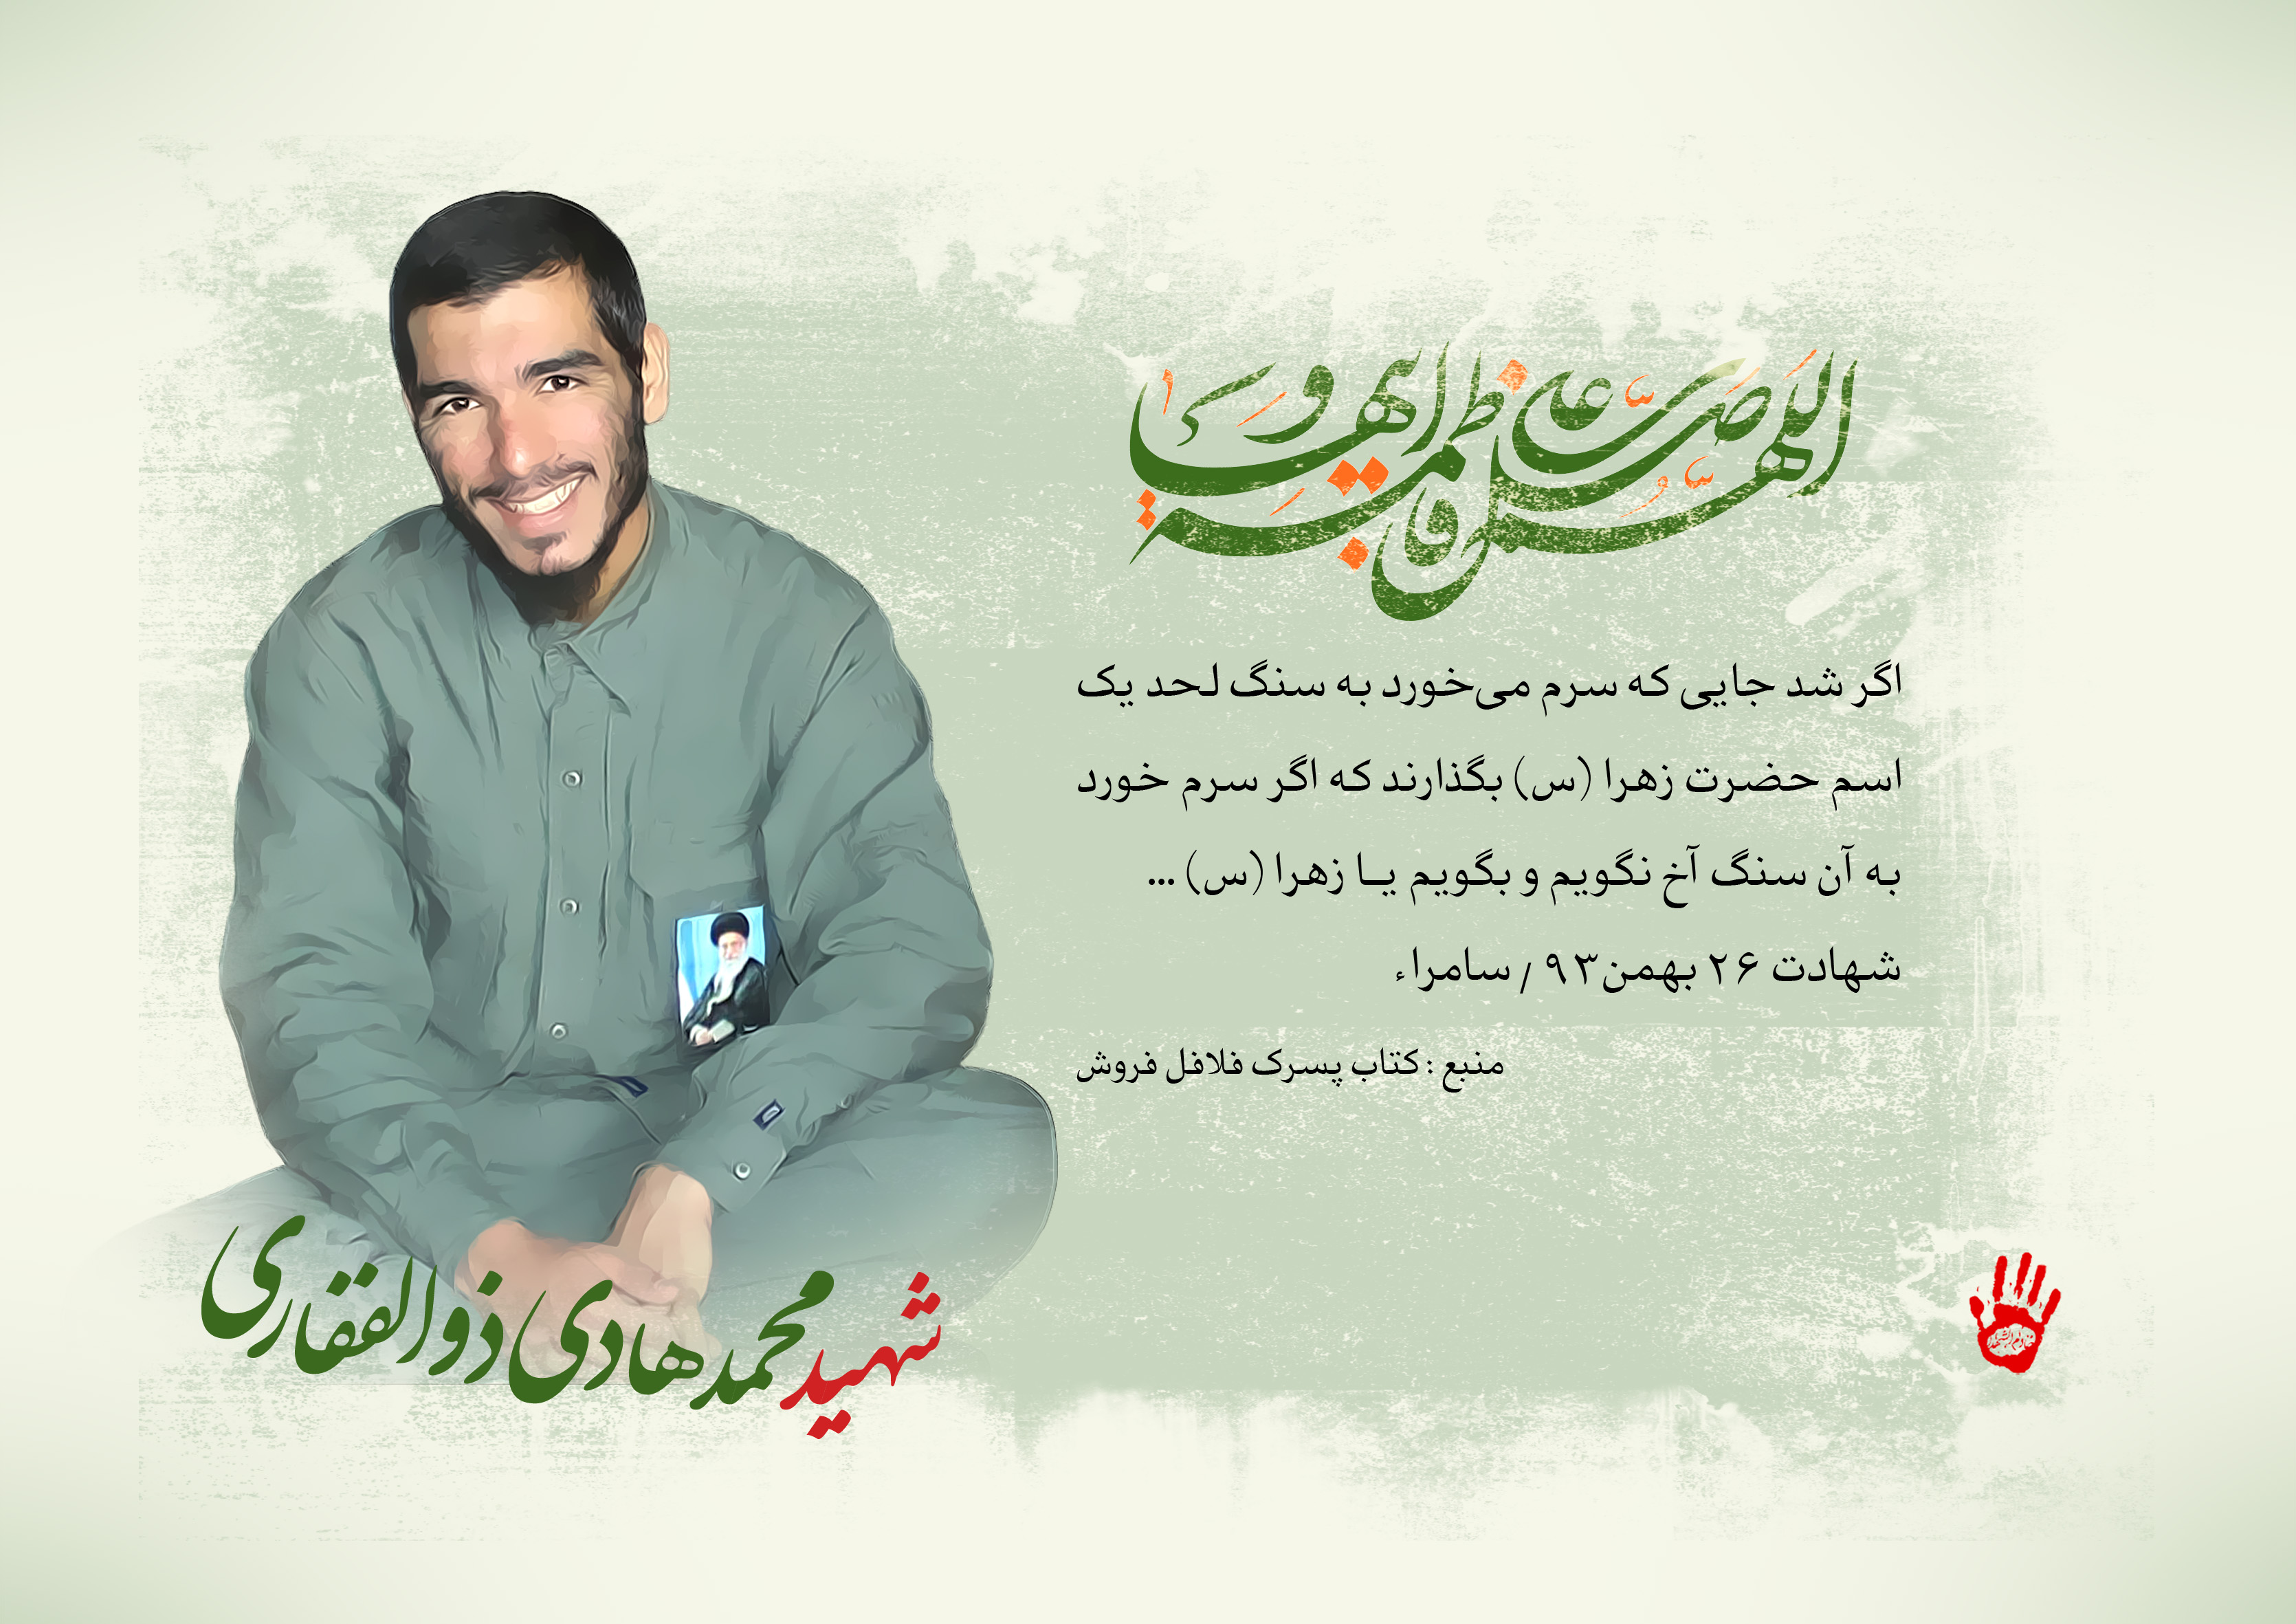 اللهم صل علی فاطمة و ابیها
اگر شد جایی که سرم می‌خورد به سنگ لحد یک
اسم حضرت زهرا (س) بگذارند که اگر سرم خورد
به آن سنگ آخ نگویم و بگویم یـا زهرا (س) ...
شهادت ۲۶ بهمن۹۳ / سامراء
منبع : کتاب پسرک فلافل فروش
شهید محمدهادی ذوالفقاری
خادم الشهدا